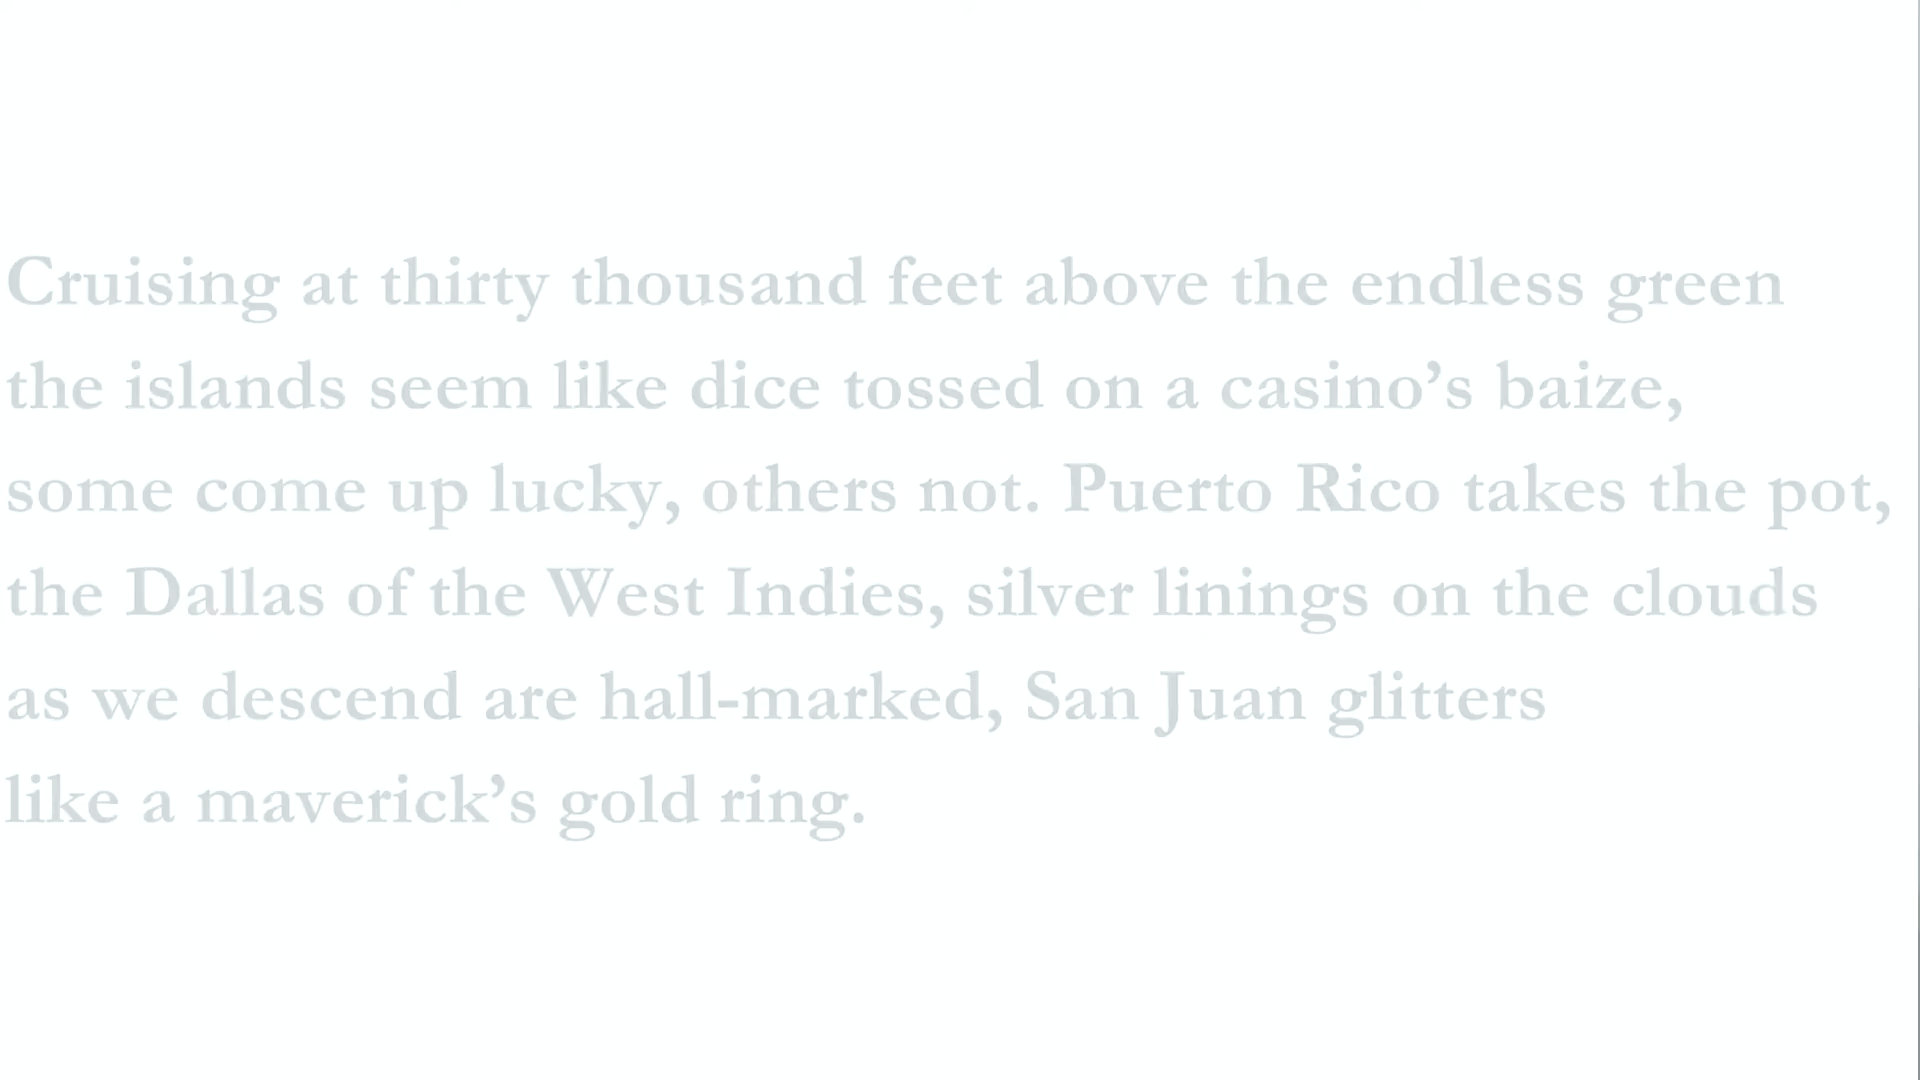 Cruising at thirty thousand feet above the endless green
the islands seem like dice tossed on a casino’s baize,
some come up lucky, others not. Puerto Rico takes the pot,
the Dallas of the West Indies, silver linings on the clouds
as we descend are hall-marked, San Juan glitters
like a maverick’s gold ring.